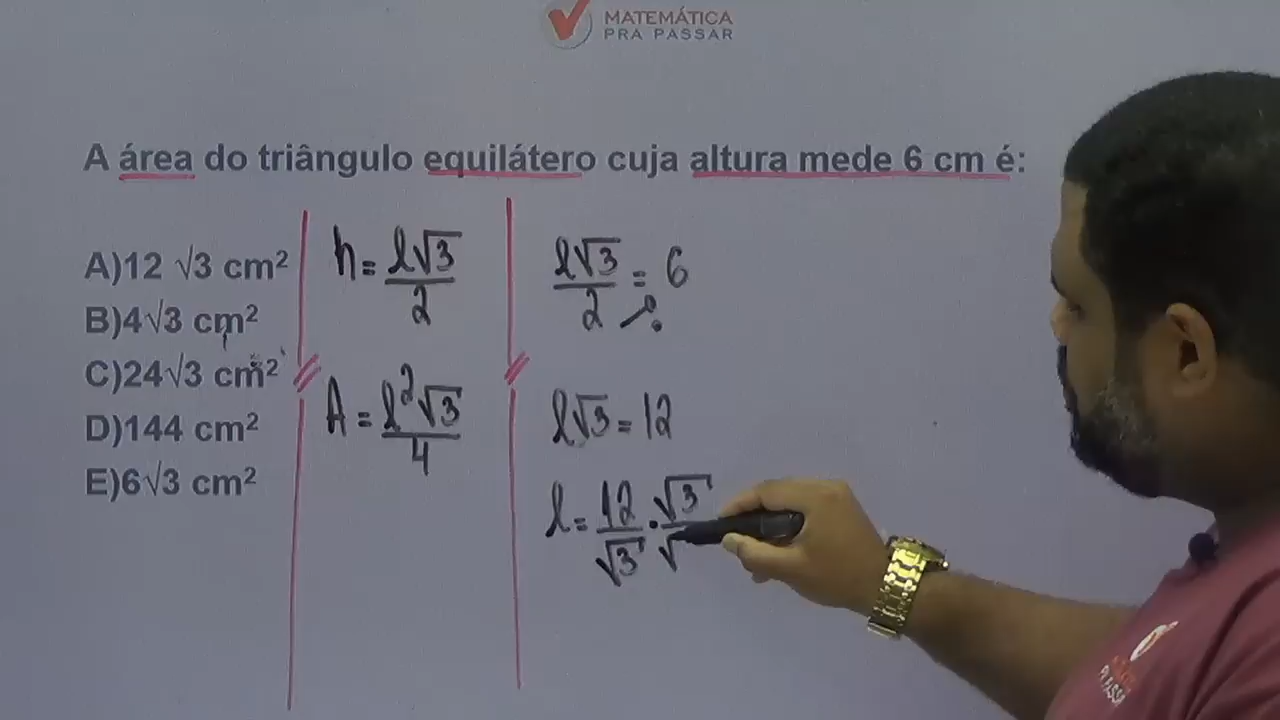 MATEMÁTICA
PRA PASSAR
A área do triângulo equilátero cuja altura mede 6 cm é:
A)12 √3 cm²
B)4√3 cm²
C)24√3 cm²
D)144 cm²
E)6√3 cm²
h = l√3/2
A = l²√3/4
l√3/2 = 6
l√3 = 12
l = 12/√3 · √3/√
PASSAR